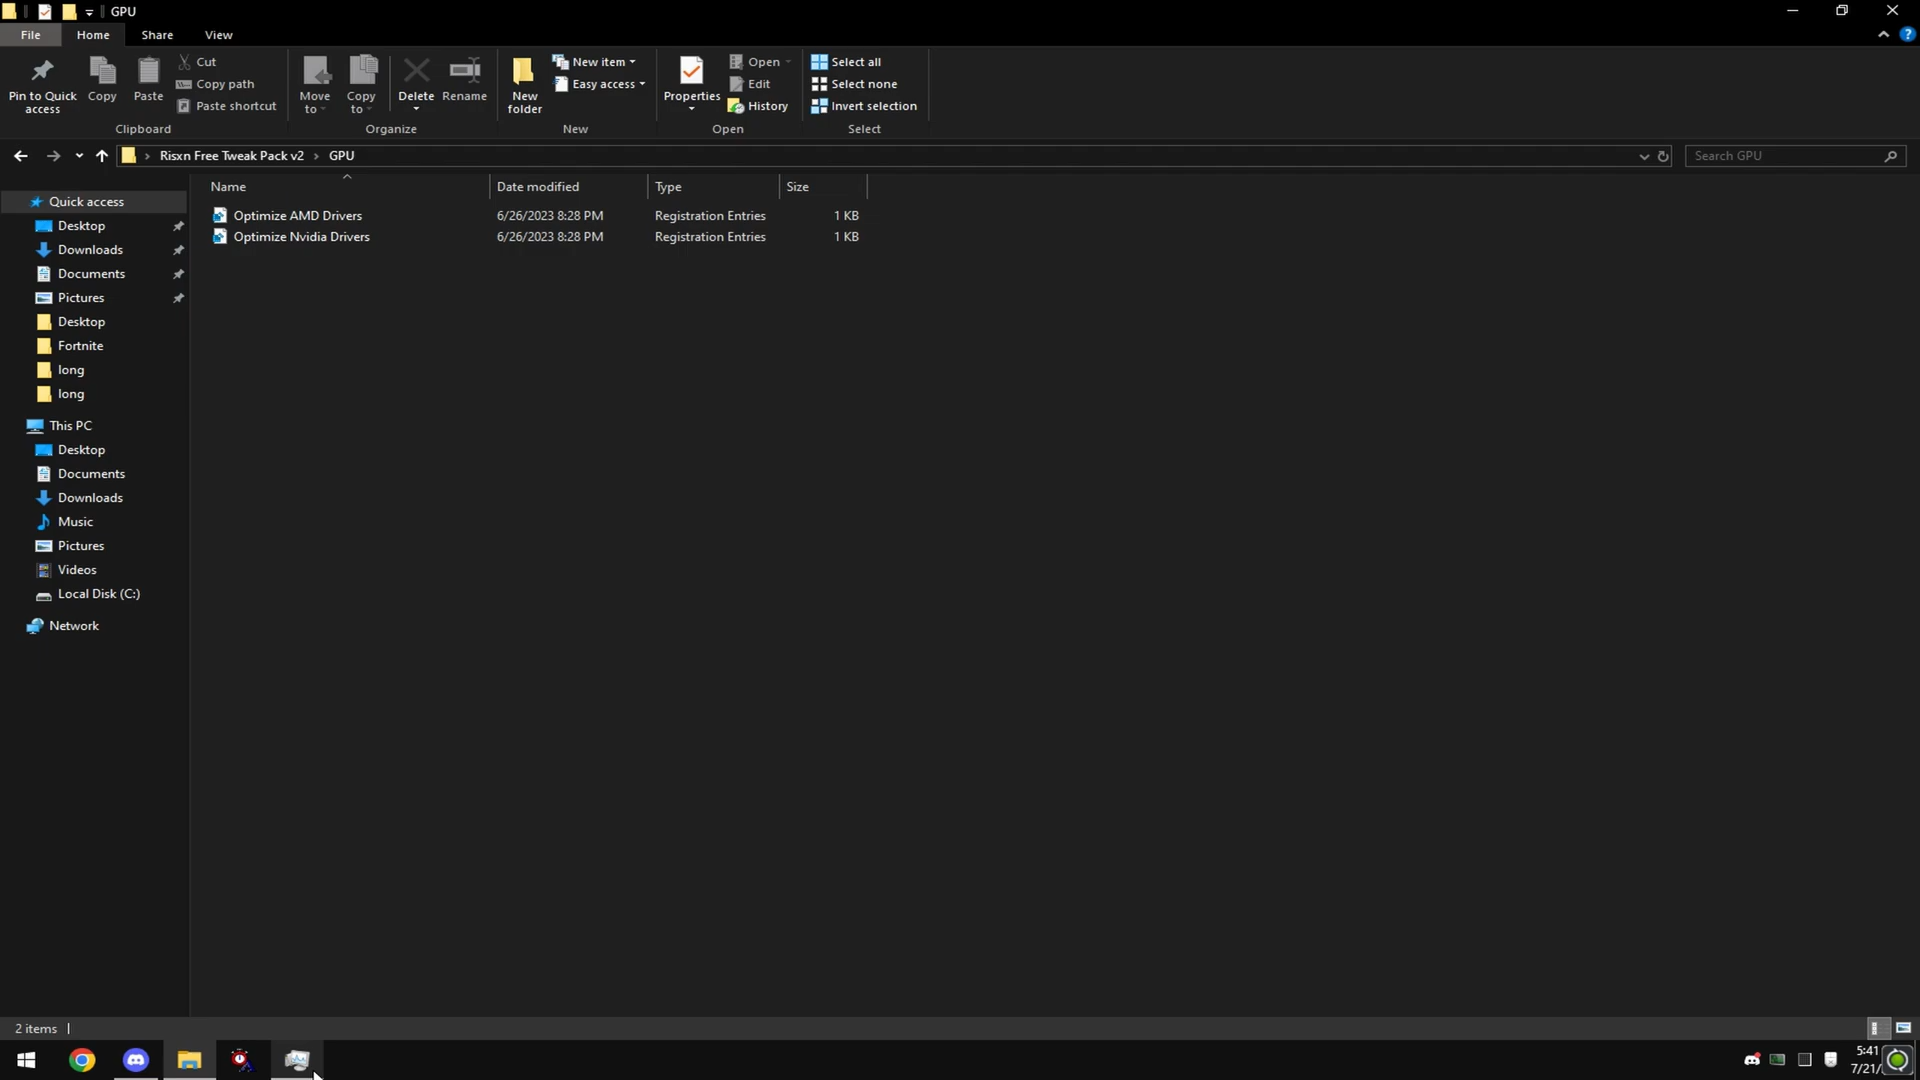 GPU
File Home Share View
Pin to Quick access
Copy
Paste
Cut
Copy path
Paste shortcut
Clipboard
Move to
Copy to
Delete
Rename
Organize
New folder
New item
Easy access
New
Properties
Open
Edit
History
Open
Select all
Select none
Invert selection
Select
Risxn Free Tweak Pack v2 › GPU
Search GPU
Name Date modified Type Size
Optimize AMD Drivers 6/26/2023 8:28 PM Registration Entries 1 KB
Optimize Nvidia Drivers 6/26/2023 8:28 PM Registration Entries 1 KB
Quick access
Desktop
Downloads
Documents
Pictures
Desktop
Fortnite
long
long
This PC
Desktop
Documents
Downloads
Music
Pictures
Videos
Local Disk (C:)
Network
2 items
5:41
7/21/